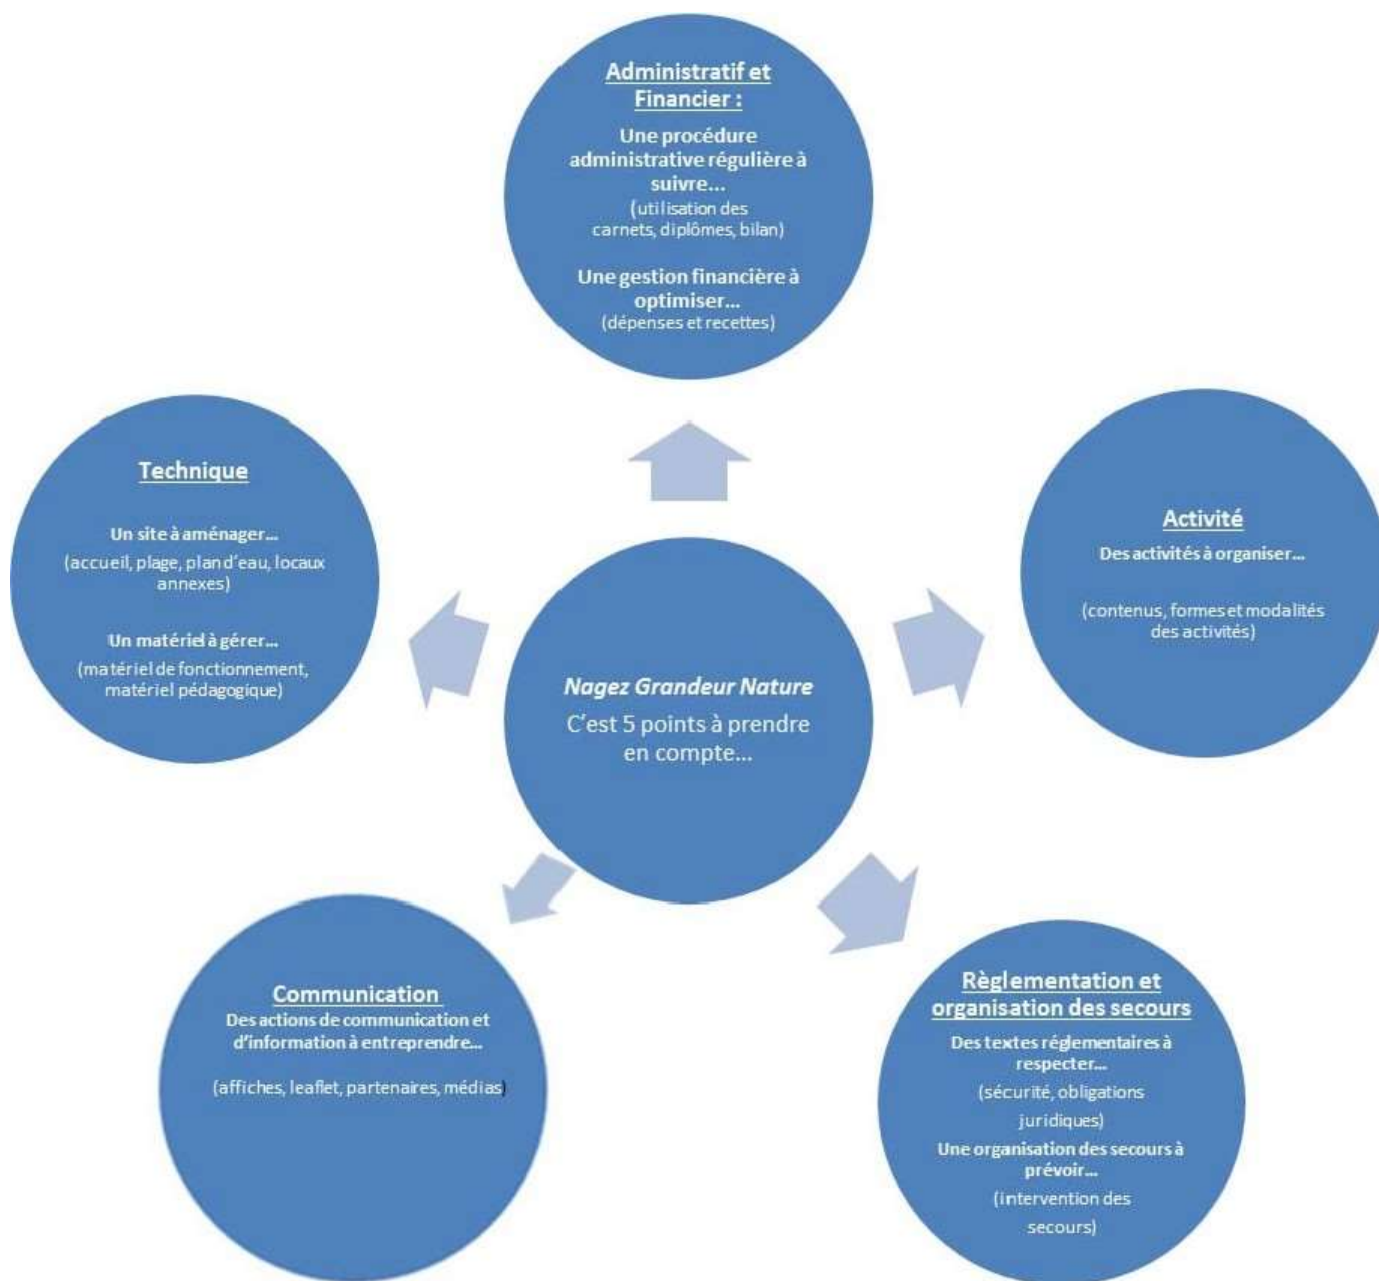 Administratif et
Financier :
Une procédure
administrative régulière à
suivre...
(utilisation des
carnets, diplômes, bilan)
Une gestion financière à
optimiser...
(dépenses et recettes)
Technique
Un site à aménager...
(accueil, plage, plan d'eau, locaux
annexes)
Un matériel à gérer...
(matériel de fonctionnement,
matériel pédagogique)
Activité
Des activités à organiser...
(contenus, formes et modalités
des activités)
Nagez Grandeur Nature
C'est 5 points à prendre
en compte...
Communication
Des actions de communication et
d'information à entreprendre...
(affiches, leaflet, partenaires, médias)
Règlementation et
organisation des secours
Des textes réglementaires à
respecter...
(sécurité, obligations
juridiques)
Une organisation des secours à
prévoir...
(intervention des
secours)